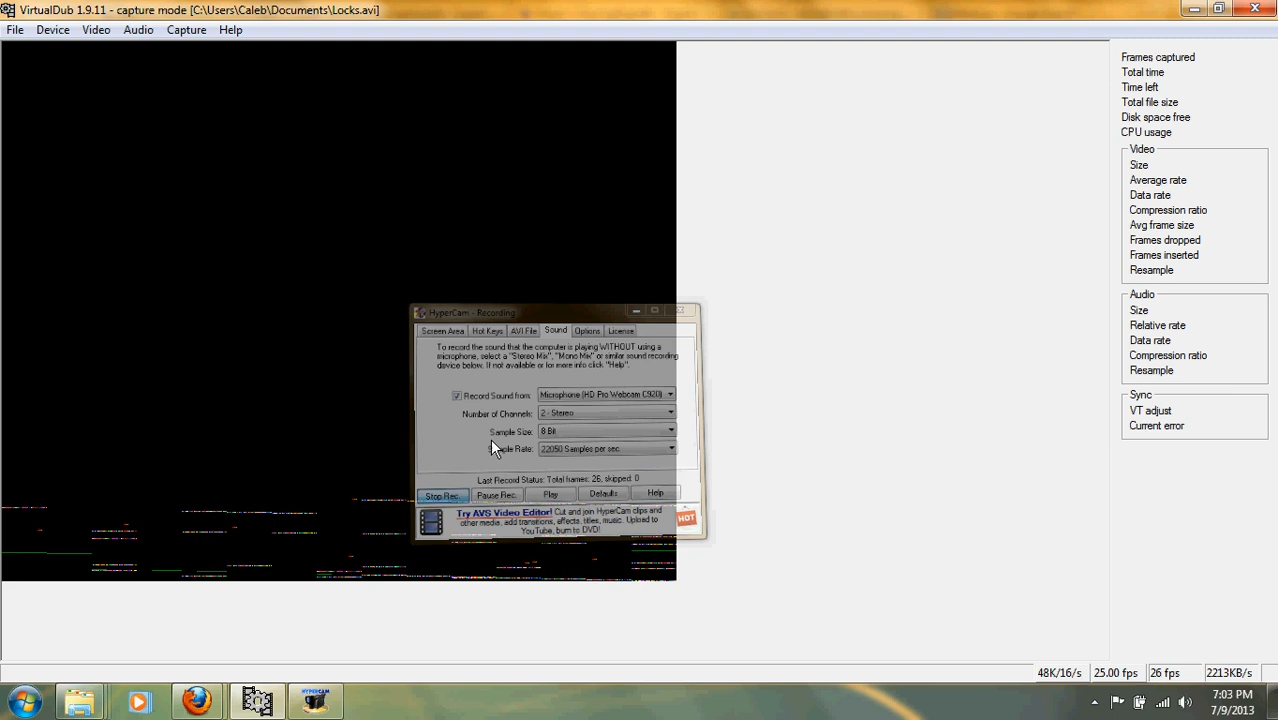 VirtualDub 1.9.11 - capture mode [C:\Users\Caleb\Documents\Locks.avi]
File Device Video Audio Capture Help
Frames captured
Total time
Time left
Total file size
Disk space free
CPU usage
Video
Size
Average rate
Data rate
Compression ratio
Avg frame size
Frames dropped
Frames inserted
Resample
Audio
Size
Relative rate
Data rate
Compression ratio
Resample
Sync
VT adjust
Current error
HyperCam - Recording
Screen Area Hot Keys AVI File Sound Options License
To record the sound that the computer is playing WITHOUT using a
microphone, select a "Stereo Mix", "Mono Mix" or similar sound recording
device below. If not available or for more info click "Help".
Record Sound from: Microphone (HD Pro Webcam C920)
Number of Channels: 2 - Stereo
Sample Size: 8 Bit
Rate: 22050 Samples per sec
Last Record Status: Total frames: 26, skipped: 0
Stop Rec. Pause Rec. Play Defaults Help
Try AVS Video Editor! Cut and join HyperCam clips and
other media, add transitions, effects, titles, music. Upload to
YouTube, burn to DVD!
HOT
48K/16/s 25.00 fps 26 fps 2213KB/s
HYPERCAM
7:03 PM
7/9/2013